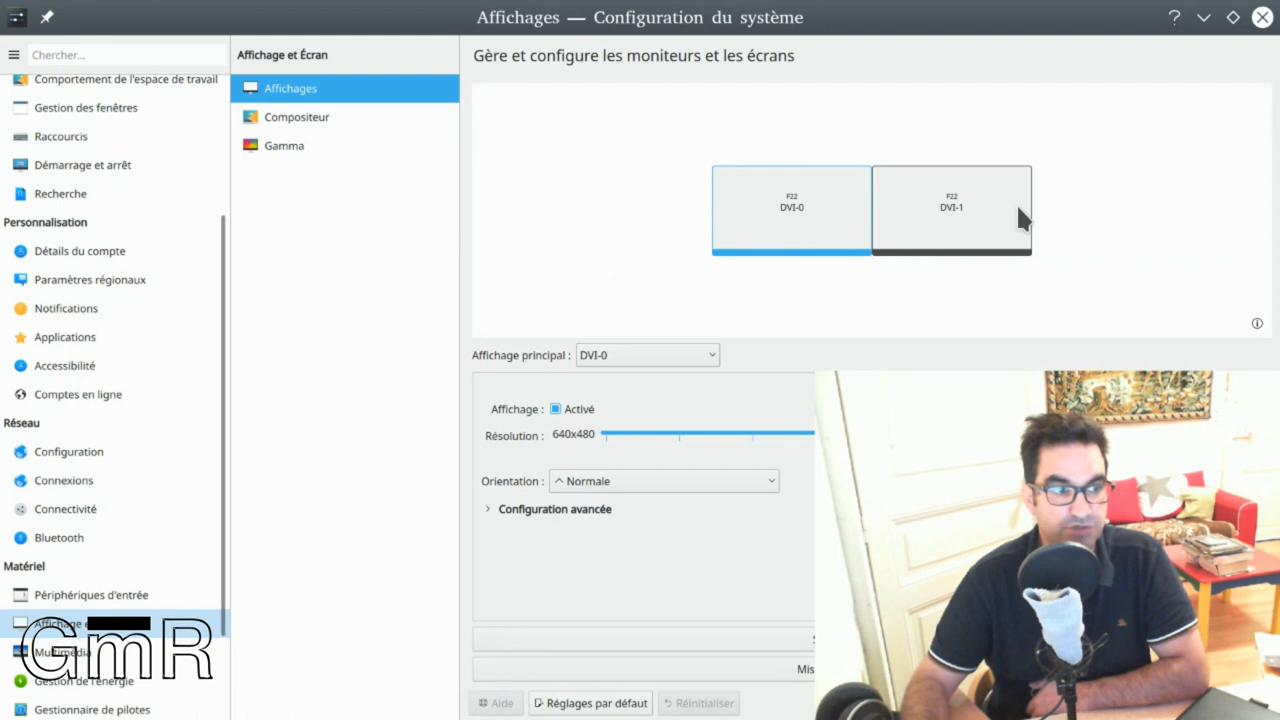 Affichages — Configuration du système
Chercher...
Comportement de l'espace de travail
Gestion des fenêtres
Raccourcis
Démarrage et arrêt
Recherche
Personnalisation
Détails du compte
Paramètres régionaux
Notifications
Applications
Accessibilité
Comptes en ligne
Réseau
Configuration
Connexions
Connectivité
Bluetooth
Matériel
Périphériques d'entrée
Affichage e
Multimédia
Gestion de l'énergie
Gestionnaire de pilotes
GmR
Affichage et Écran
Affichages
Compositeur
Gamma
Gère et configure les moniteurs et les écrans
F22
DVI-0
F22
DVI-1
Affichage principal : DVI-0
Affichage : Activé
Résolution : 640x480
Orientation : Normale
Configuration avancée
Mis
Aide
Réglages par défaut
Réinitialiser